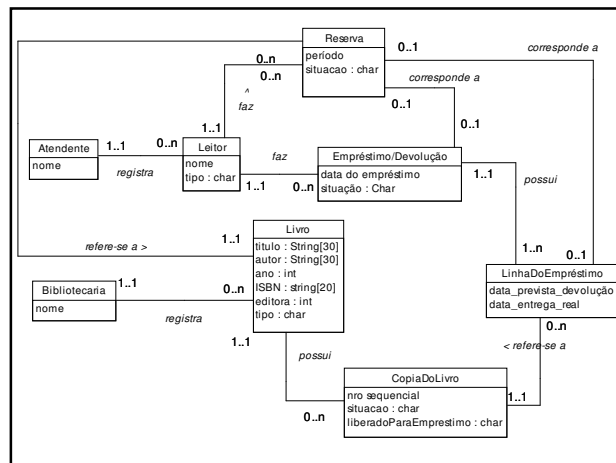 Reserva
período
situacao : char
0..1
corresponde a
0..n
0..n
corresponde a
^
faz
0..1
0..1
1..1
Atendente
nome
1..1
0..n
registra
Leitor
nome
tipo : char
faz
1..1
0..n
Empréstimo/Devolução
data do empréstimo
situação : Char
1..1
possui
1..n
0..1
refere-se a >
1..1
Livro
titulo : String[30]
autor : String[30]
ano : int
ISBN : string[20]
editora : int
tipo : char
LinhaDoEmpréstimo
data_prevista_devolução
data_entrega_real
Bibliotecaria
nome
1..1
0..n
registra
1..1
possui
0..n
0..n
< refere-se a
CopiaDoLivro
nro sequencial
situacao : char
liberadoParaEmprestimo : char
1..1